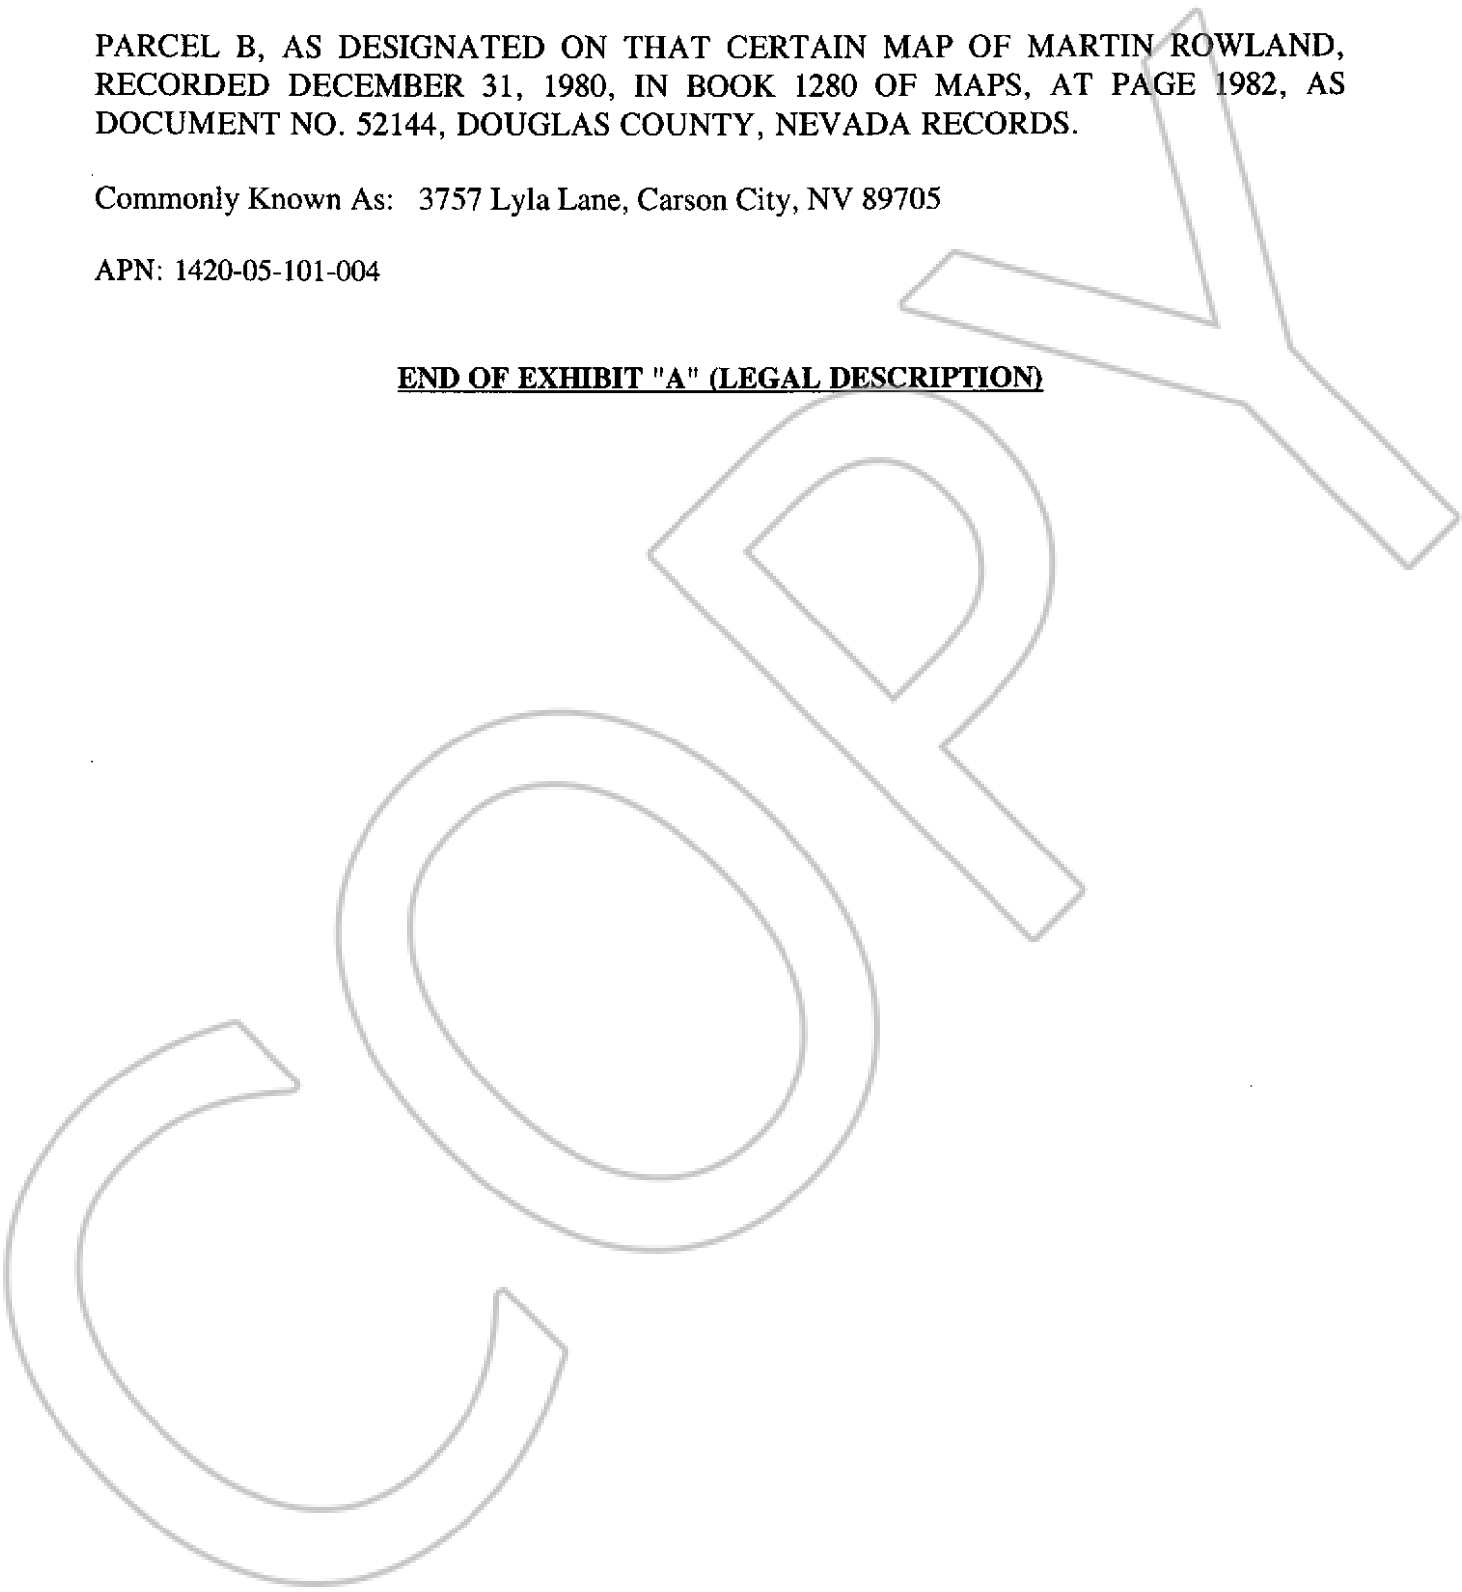 PARCEL B, AS DESIGNATED ON THAT CERTAIN MAP OF MARTIN ROWLAND,
RECORDED DECEMBER 31, 1980, IN BOOK 1280 OF MAPS, AT PAGE 1982, AS
DOCUMENT NO. 52144, DOUGLAS COUNTY, NEVADA RECORDS.
Commonly Known As: 3757 Lyla Lane, Carson City, NV 89705
APN: 1420-05-101-004
END OF EXHIBIT "A" (LEGAL DESCRIPTION)
COPY